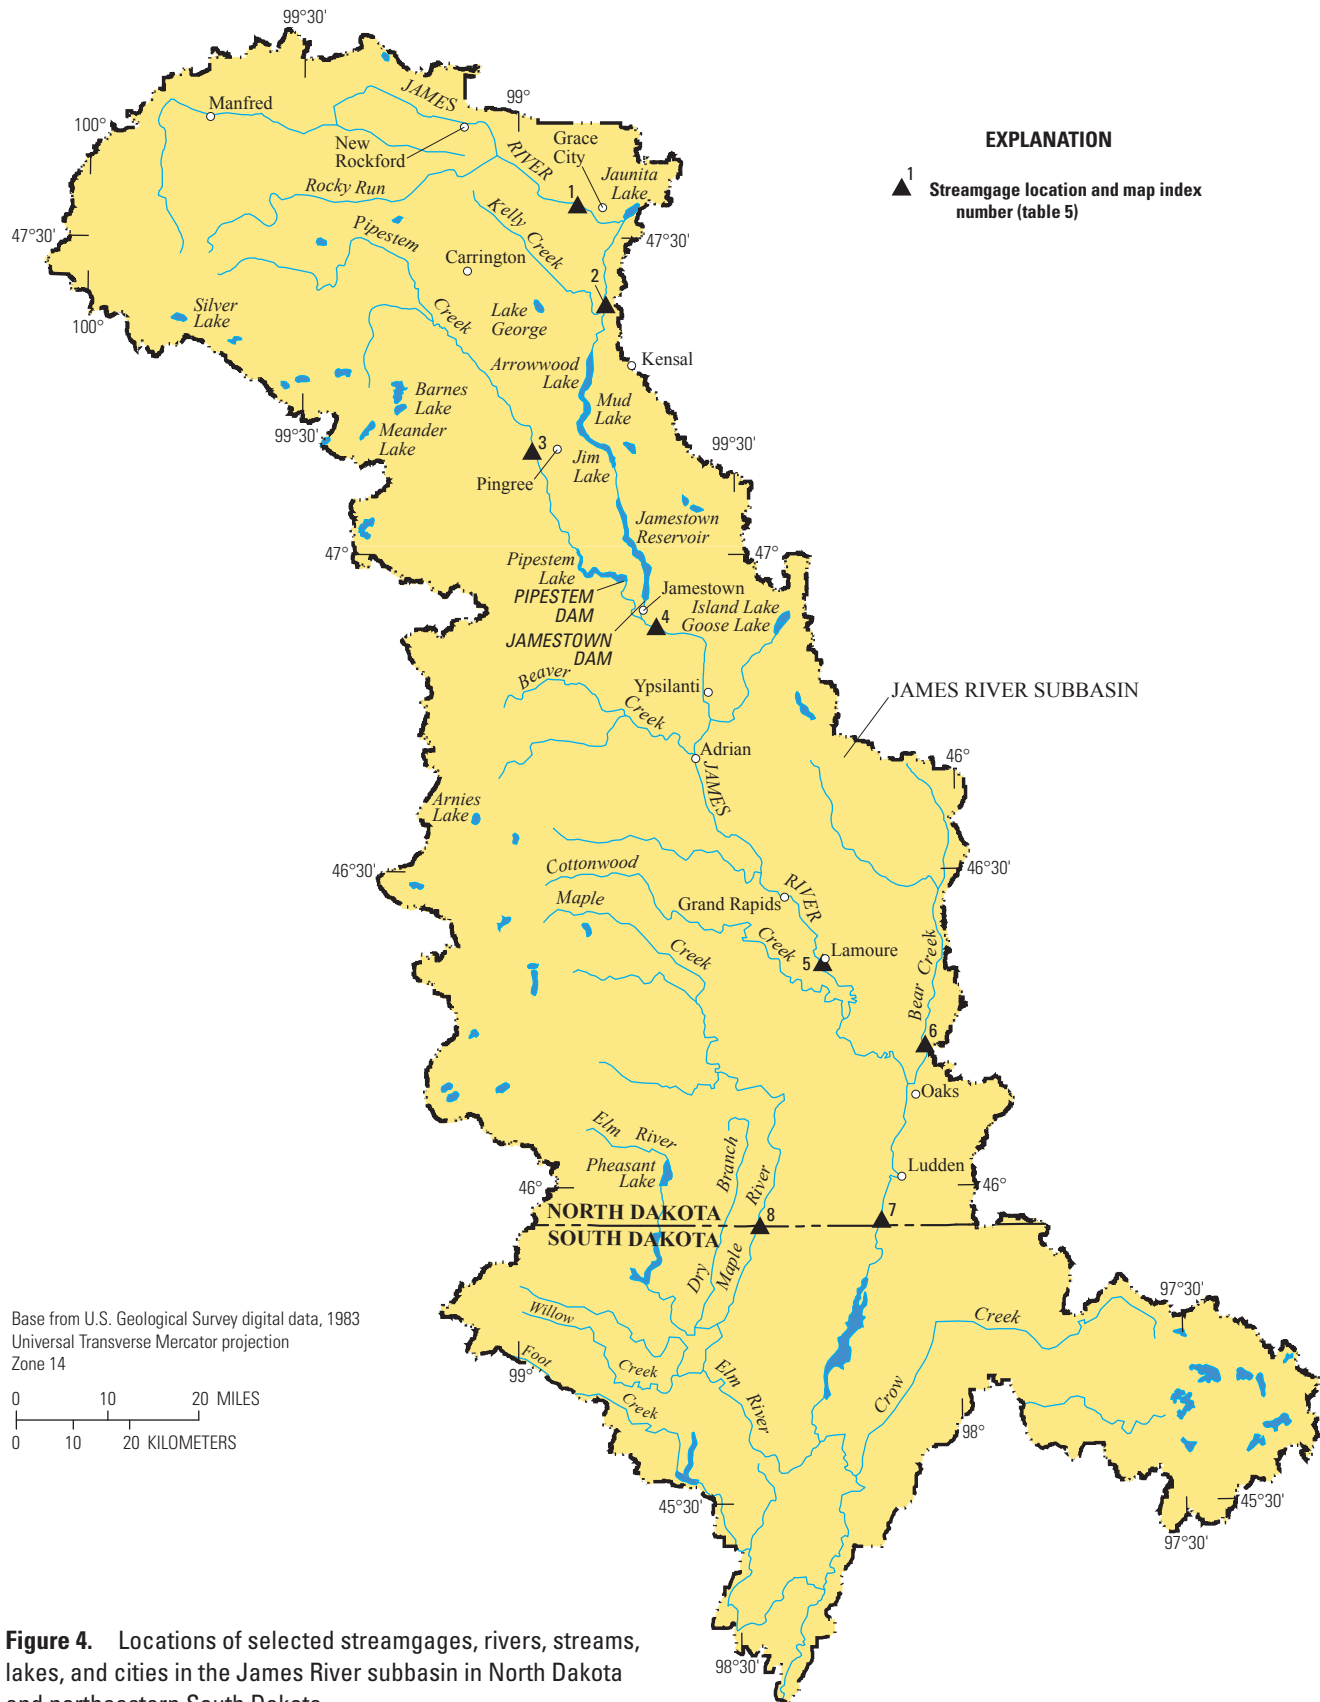 99°30'
JAMES
99°
Manfred
100°
New
Rockford
RIVER
Grace
City
Jaunita
Lake
Rocky Run
1
Kelly Creek
Pipestem
47°30'
47°30'
Carrington
2
Silver
Lake
100°
Creek
Lake
George
Arrowwood
Lake
Kensal
Barnes
Lake
Mud
Lake
Meander
Lake
99°30'
99°30'
3
Jim
Lake
Pingree
Jamestown
Reservoir
47°
47°
Pipestem
Lake
PIPESTEM
DAM
Jamestown
Island Lake
Goose Lake
4
JAMESTOWN
DAM
Beaver
Creek
Ypsilanti
JAMES RIVER SUBBASIN
Adrian
JAMES
46°
Arnies
Lake
46°30'
46°30'
Cottonwood
Maple
RIVER
Grand Rapids
Creek
Creek
Lamoure
5
Bear Creek
6
Oaks
Elm River
Branch
Pheasant
Lake
River
Ludden
46°
46°
NORTH DAKOTA
SOUTH DAKOTA
8
7
Dry
Maple
Willow
Creek
Foot
Creek
99°
Elm River
Crow
Creek
97°30'
98°
45°30'
45°30'
97°30'
98°30'
EXPLANATION
1
Streamgage location and map index
number (table 5)
Base from U.S. Geological Survey digital data, 1983
Universal Transverse Mercator projection
Zone 14
0 10 20 MILES
0 10 20 KILOMETERS
Figure 4. Locations of selected streamgages, rivers, streams,
lakes, and cities in the James River subbasin in North Dakota
and northeastern South Dakota